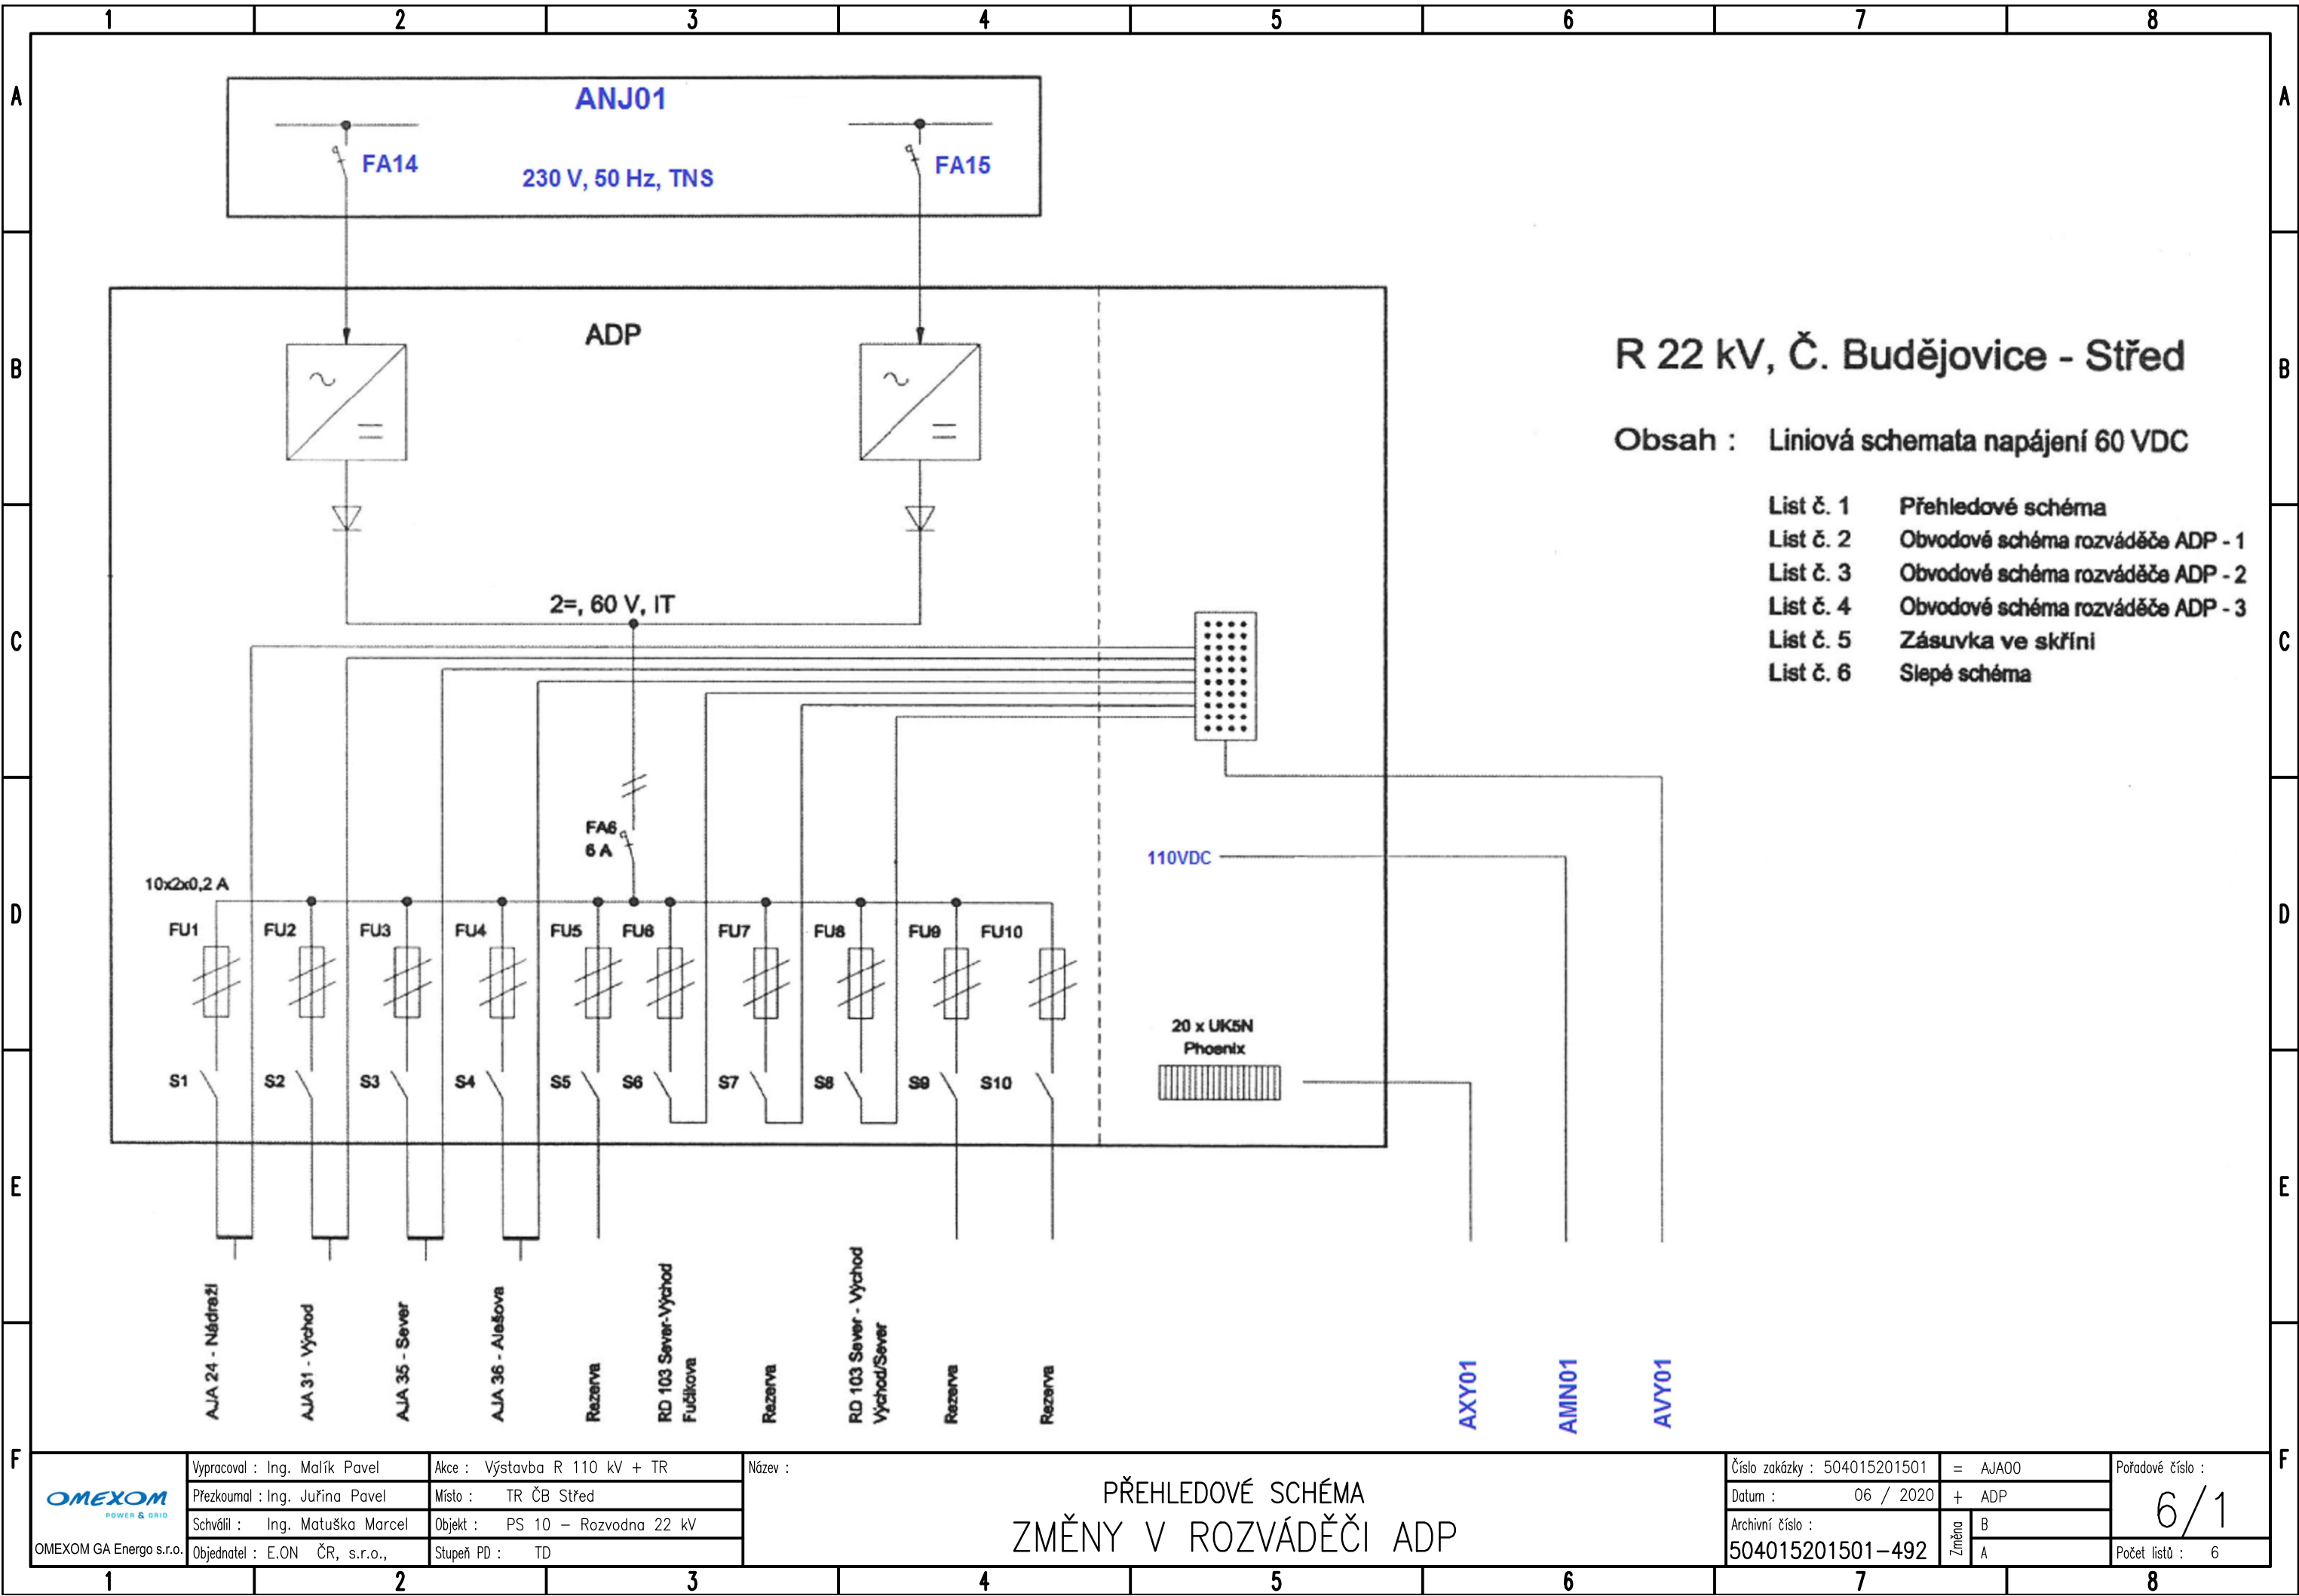 1 2 3 4 5 6 7 8
A A
ANJ01
FA14
FA15
230 V, 50 Hz, TNS
B B
ADP
R 22 kV, Č. Budějovice - Střed
Obsah : Liniová schemata napájení 60 VDC
List č. 1 Přehledové schéma
List č. 2 Obvodové schéma rozváděče ADP - 1
List č. 3 Obvodové schéma rozváděče ADP - 2
List č. 4 Obvodové schéma rozváděče ADP - 3
List č. 5 Zásuvka ve skříni
List č. 6 Slepé schéma
2=, 60 V, IT
C C
FA6
6 A
110VDC
10x2x0,2 A
D D
FU1 FU2 FU3 FU4 FU5 FU6 FU7 FU8 FU9 FU10
20 x UK5N
Phoenix
S1 S2 S3 S4 S5 S6 S7 S8 S9 S10
E E
AJA 24 - Nádraží
AJA 31 - Východ
AJA 35 - Sever
AJA 36 - Alešova
Rezerva
RD 103 Sever-Východ
Fučíkova
Rezerva
RD 103 Sever - Východ
Východ/Sever
Rezerva
Rezerva
AXY01
AMN01
AVY01
F F
OMEXOM
POWER & GRID
OMEXOM GA Energo s.r.o.
Vypracoval : Ing. Malík Pavel
Přezkoumal : Ing. Juřina Pavel
Schválil : Ing. Matuška Marcel
Objednatel : E.ON ČR, s.r.o.,
Akce : Výstavba R 110 kV + TR
Místo : TR ČB Střed
Objekt : PS 10 – Rozvodna 22 kV
Stupeň PD : TD
Název :
PŘEHLEDOVÉ SCHÉMA
ZMĚNY V ROZVÁDĚČI ADP
Číslo zakázky : 504015201501
Datum : 06 / 2020
Archivní číslo :
504015201501–492
= AJA00
+ ADP
Změna
B
A
Pořadové číslo :
6/1
Počet listů : 6
1 2 3 4 5 6 7 8